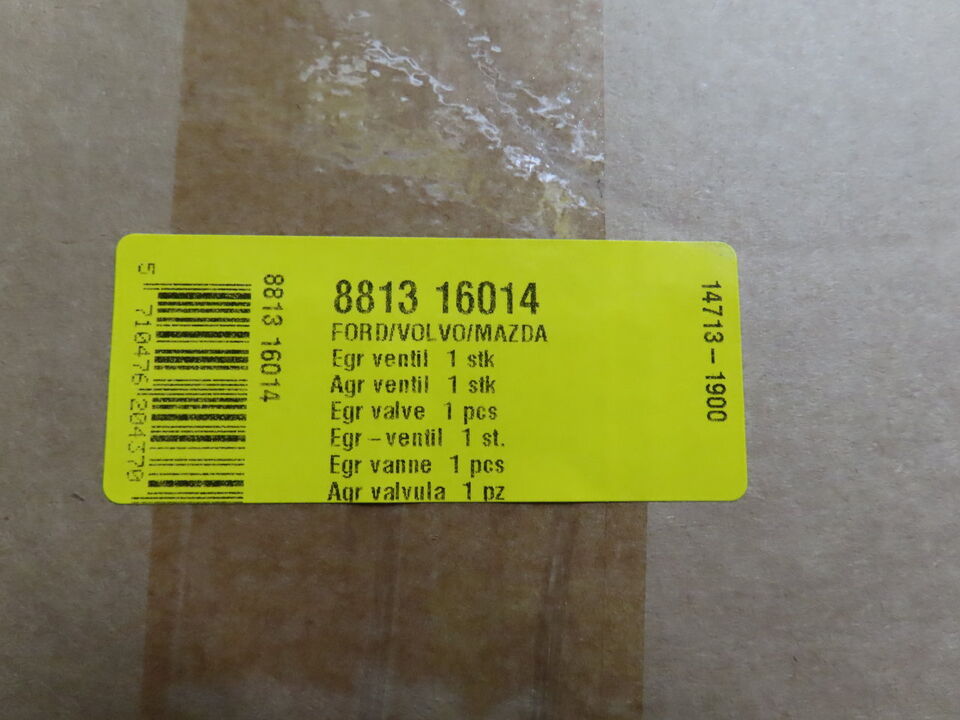 5 710476 204370
8813 16014
8813 16014
FORD/VOLVO/MAZDA
Egr ventil 1 stk
Agr ventil 1 stk
Egr valve 1 pcs
Egr-ventil 1 st.
Egr vanne 1 pcs
Agr valvula 1 pz
14713-1900